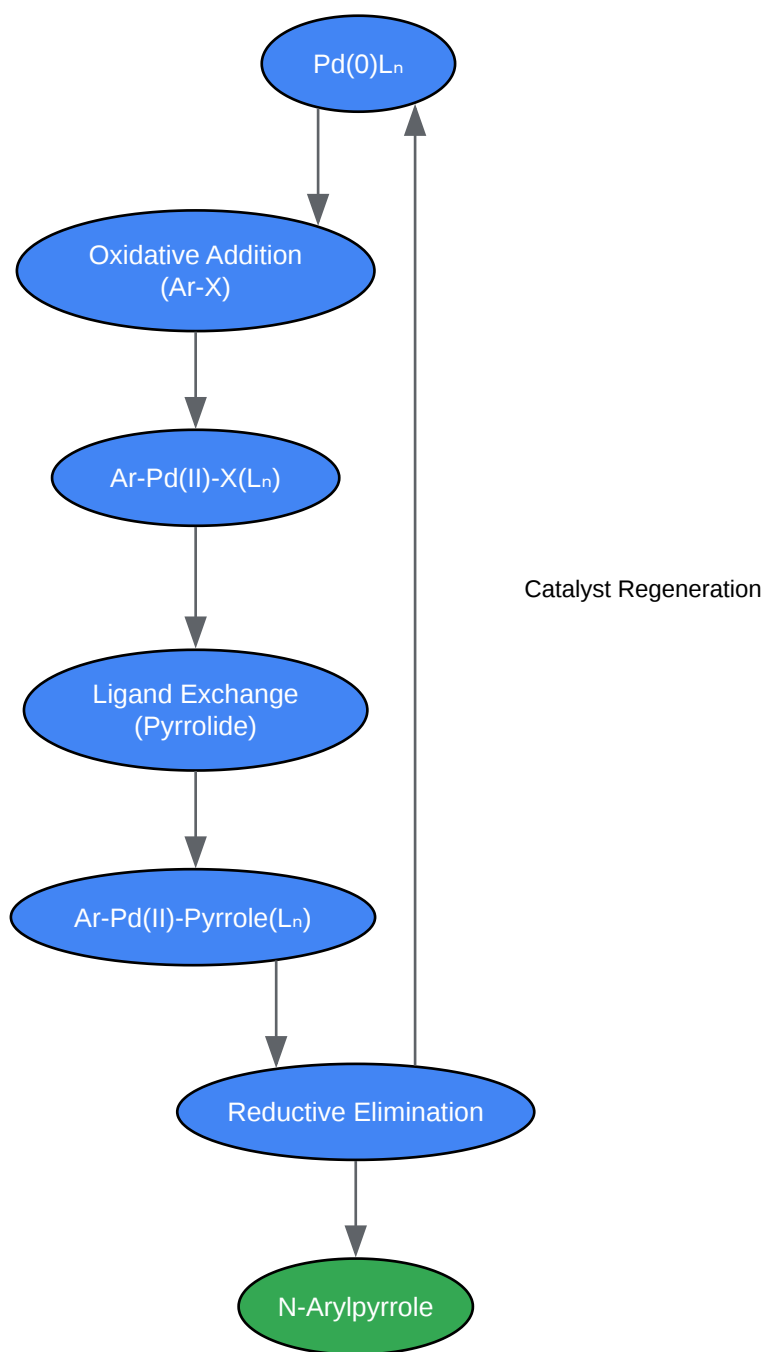 Pd(0)Lₙ
Oxidative Addition
(Ar-X)
Ar-Pd(II)-X(Lₙ)
Catalyst Regeneration
Ligand Exchange
(Pyrrolide)
Ar-Pd(II)-Pyrrole(Lₙ)
Reductive Elimination
N-Arylpyrrole